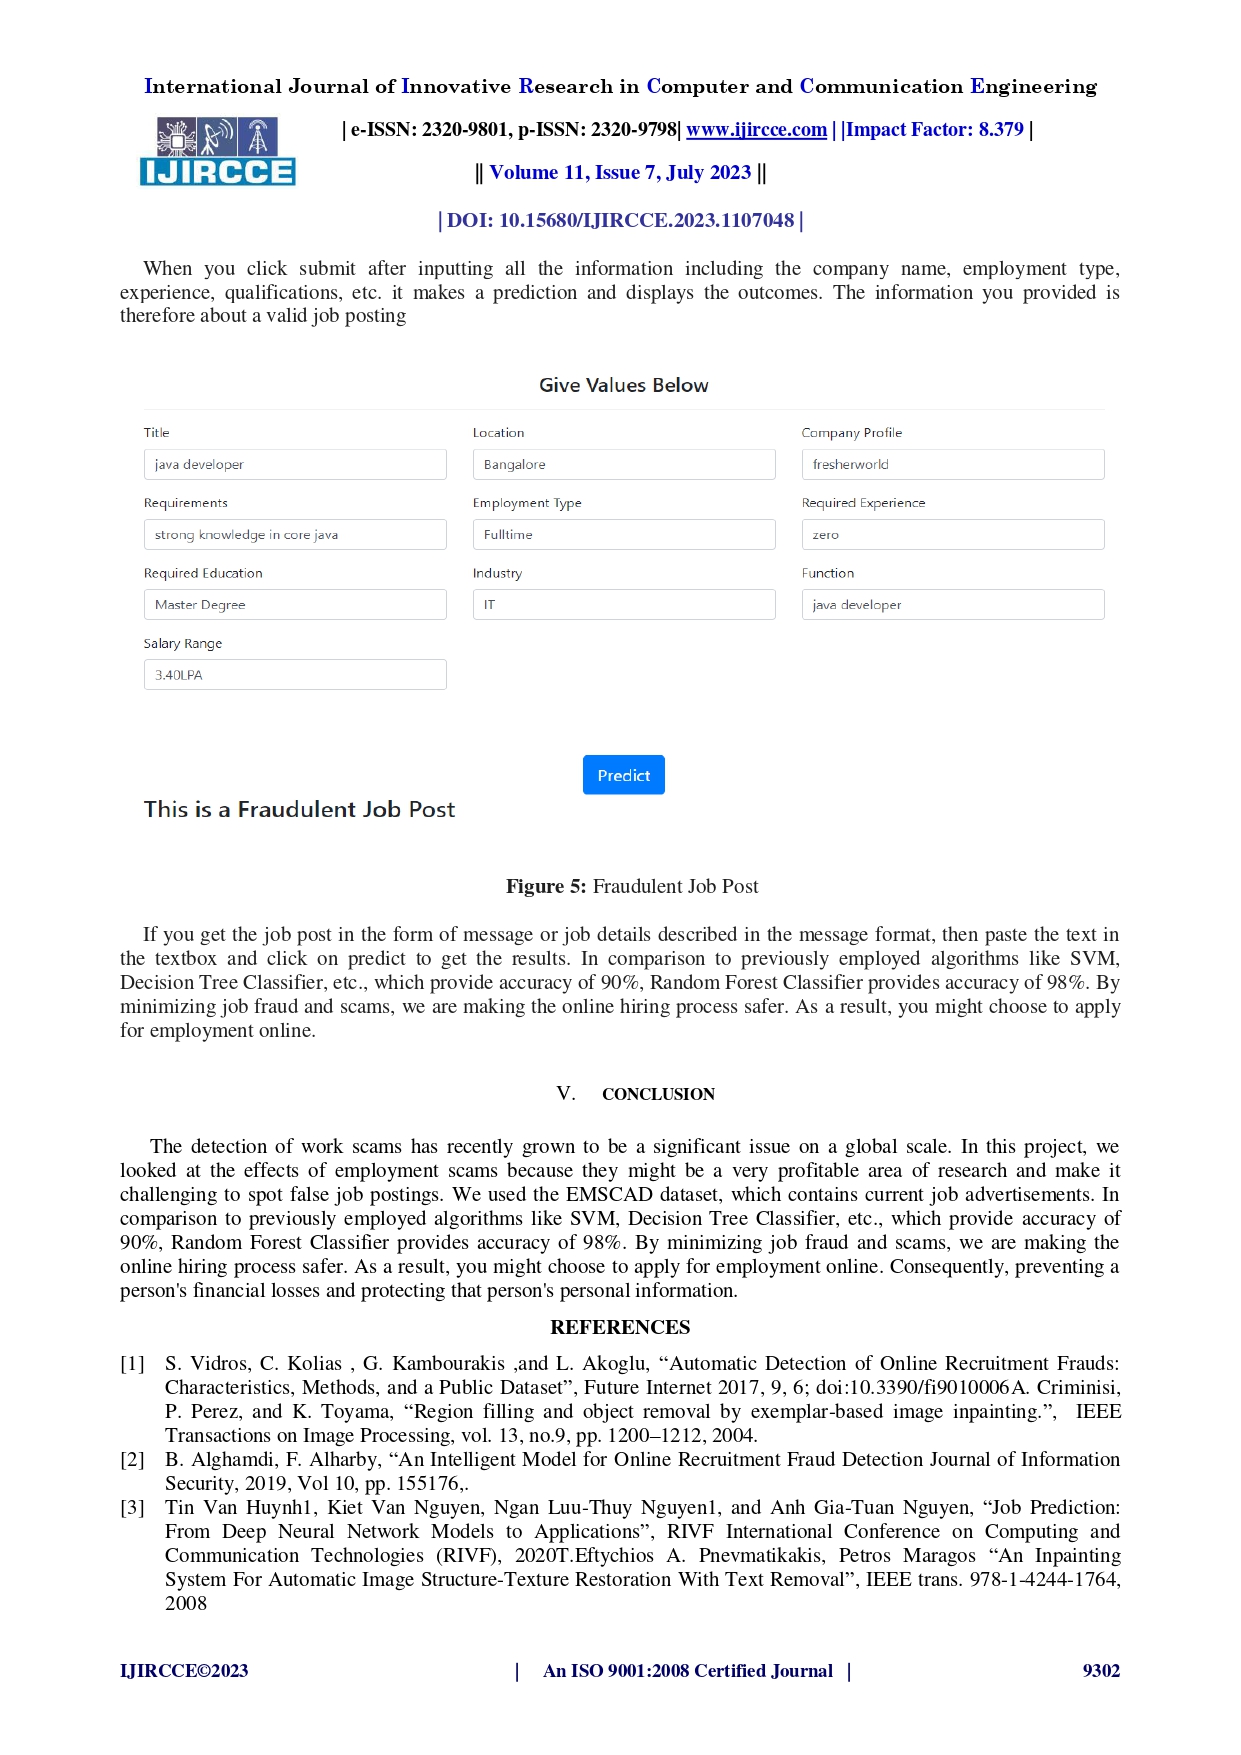 International Journal of Innovative Research in Computer and Communication Engineering
| e-ISSN: 2320-9801, p-ISSN: 2320-9798| www.ijircce.com | |Impact Factor: 8.379 |
IJIRCCE
|| Volume 11, Issue 7, July 2023 ||
| DOI: 10.15680/IJIRCCE.2023.1107048 |
When you click submit after inputting all the information including the company name, employment type,
experience, qualifications, etc. it makes a prediction and displays the outcomes. The information you provided is
therefore about a valid job posting
Give Values Below
Title Location Company Profile
java developer Bangalore fresherworld
Requirements Employment Type Required Experience
strong knowledge in core java Fulltime zero
Required Education Industry Function
Master Degree IT java developer
Salary Range
3.40LPA
Predict
This is a Fraudulent Job Post
Figure 5: Fraudulent Job Post
If you get the job post in the form of message or job details described in the message format, then paste the text in
the textbox and click on predict to get the results. In comparison to previously employed algorithms like SVM,
Decision Tree Classifier, etc., which provide accuracy of 90%, Random Forest Classifier provides accuracy of 98%. By
minimizing job fraud and scams, we are making the online hiring process safer. As a result, you might choose to apply
for employment online.
V. CONCLUSION
The detection of work scams has recently grown to be a significant issue on a global scale. In this project, we
looked at the effects of employment scams because they might be a very profitable area of research and make it
challenging to spot false job postings. We used the EMSCAD dataset, which contains current job advertisements. In
comparison to previously employed algorithms like SVM, Decision Tree Classifier, etc., which provide accuracy of
90%, Random Forest Classifier provides accuracy of 98%. By minimizing job fraud and scams, we are making the
online hiring process safer. As a result, you might choose to apply for employment online. Consequently, preventing a
person's financial losses and protecting that person's personal information.
REFERENCES
[1] S. Vidros, C. Kolias , G. Kambourakis ,and L. Akoglu, “Automatic Detection of Online Recruitment Frauds:
Characteristics, Methods, and a Public Dataset”, Future Internet 2017, 9, 6; doi:10.3390/fi9010006A. Criminisi,
P. Perez, and K. Toyama, “Region filling and object removal by exemplar-based image inpainting.”, IEEE
Transactions on Image Processing, vol. 13, no.9, pp. 1200–1212, 2004.
[2] B. Alghamdi, F. Alharby, “An Intelligent Model for Online Recruitment Fraud Detection Journal of Information
Security, 2019, Vol 10, pp. 155176,.
[3] Tin Van Huynh1, Kiet Van Nguyen, Ngan Luu-Thuy Nguyen1, and Anh Gia-Tuan Nguyen, “Job Prediction:
From Deep Neural Network Models to Applications”, RIVF International Conference on Computing and
Communication Technologies (RIVF), 2020T.Eftychios A. Pnevmatikakis, Petros Maragos “An Inpainting
System For Automatic Image Structure-Texture Restoration With Text Removal”, IEEE trans. 978-1-4244-1764,
2008
IJIRCCE©2023 | An ISO 9001:2008 Certified Journal | 9302